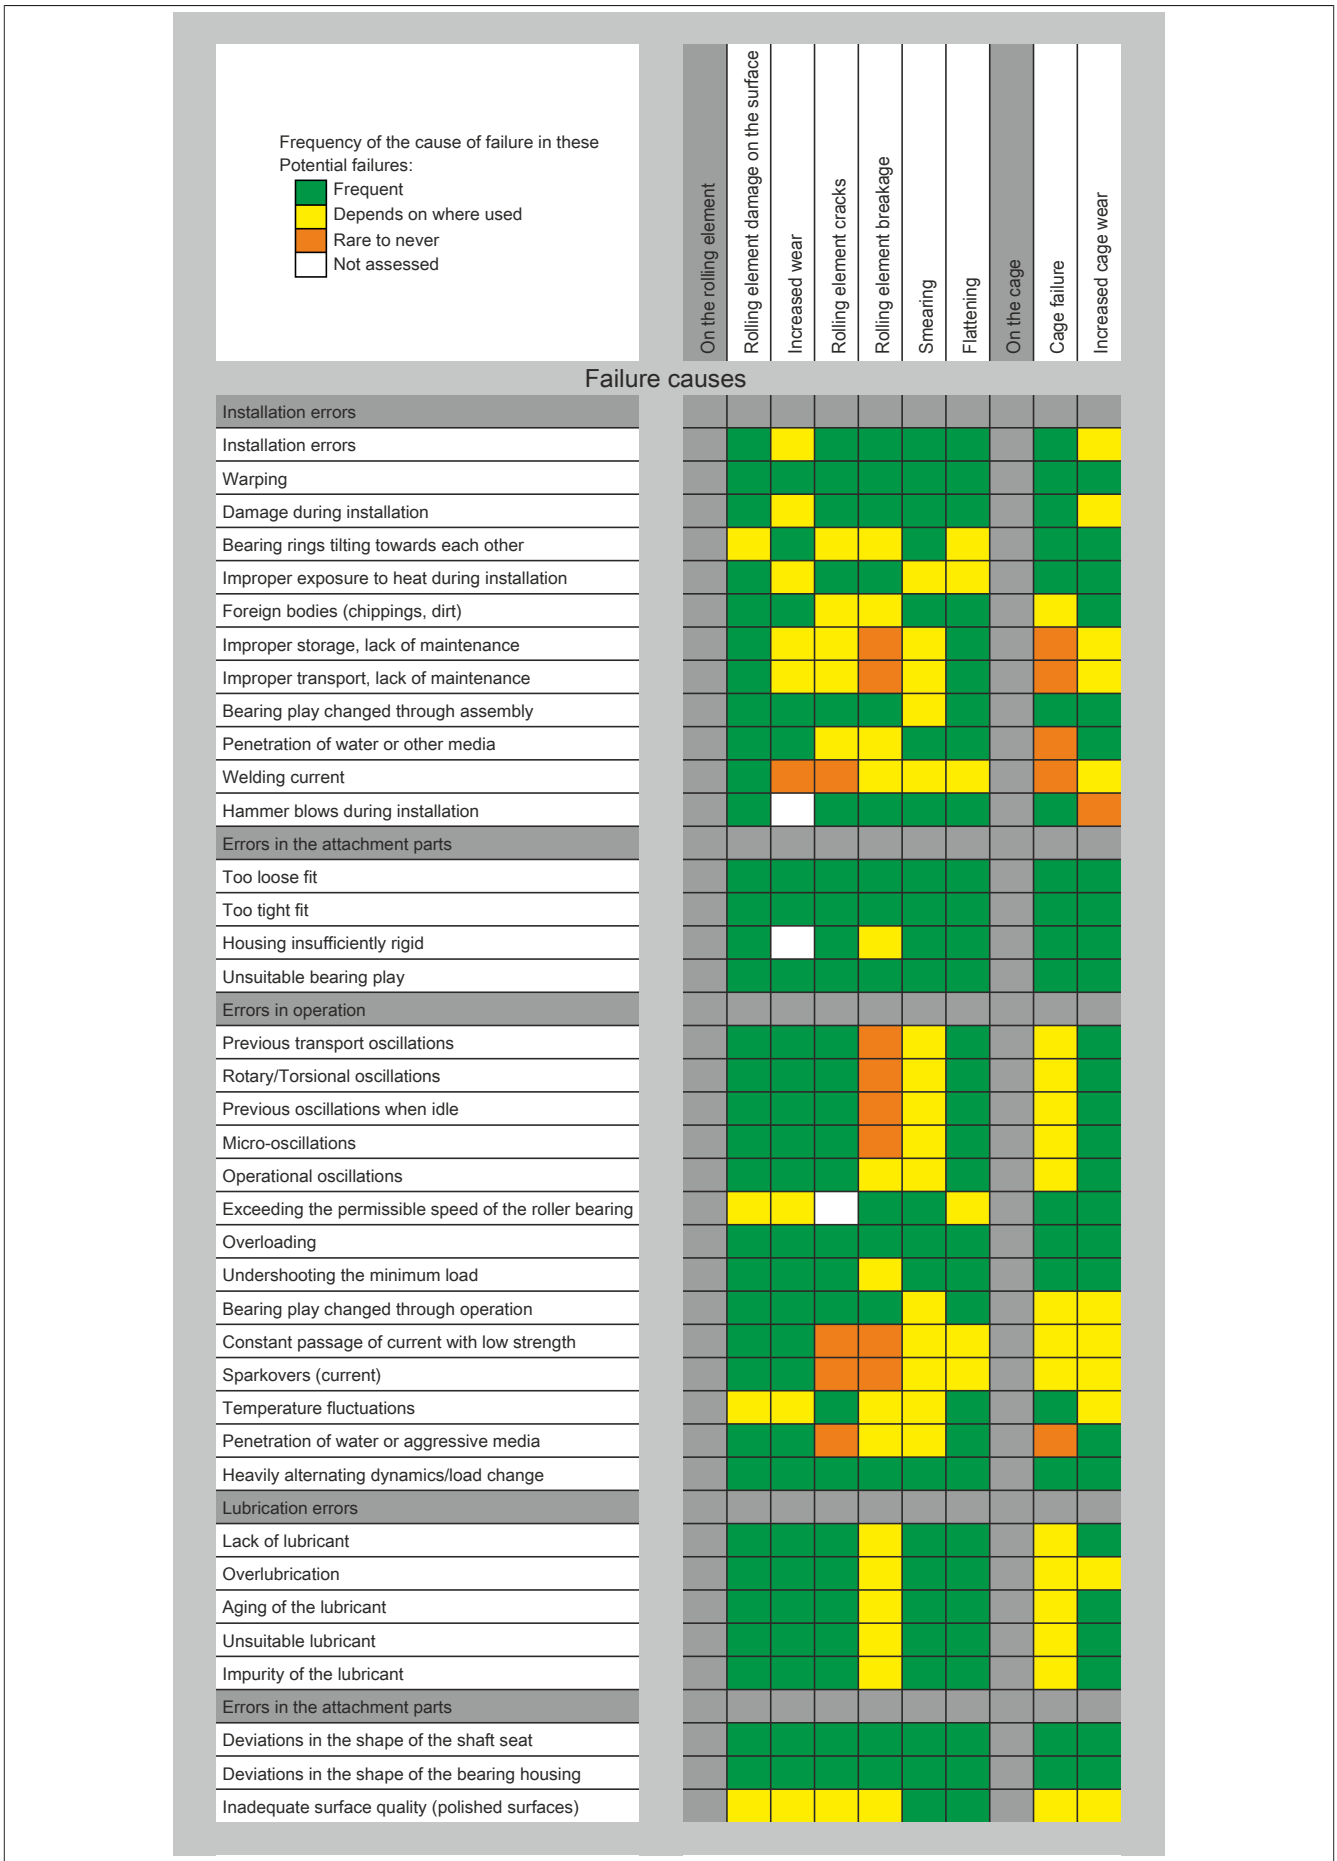 Frequency of the cause of failure in these
Potential failures:
Frequent
Depends on where used
Rare to never
Not assessed
On the rolling element
Rolling element damage on the surface
Increased wear
Rolling element cracks
Rolling element breakage
Smearing
Flattening
On the cage
Cage failure
Increased cage wear
Failure causes
Installation errors
Installation errors
Warping
Damage during installation
Bearing rings tilting towards each other
Improper exposure to heat during installation
Foreign bodies (chippings, dirt)
Improper storage, lack of maintenance
Improper transport, lack of maintenance
Bearing play changed through assembly
Penetration of water or other media
Welding current
Hammer blows during installation
Errors in the attachment parts
Too loose fit
Too tight fit
Housing insufficiently rigid
Unsuitable bearing play
Errors in operation
Previous transport oscillations
Rotary/Torsional oscillations
Previous oscillations when idle
Micro-oscillations
Operational oscillations
Exceeding the permissible speed of the roller bearing
Overloading
Undershooting the minimum load
Bearing play changed through operation
Constant passage of current with low strength
Sparkovers (current)
Temperature fluctuations
Penetration of water or aggressive media
Heavily alternating dynamics/load change
Lubrication errors
Lack of lubricant
Overlubrication
Aging of the lubricant
Unsuitable lubricant
Impurity of the lubricant
Errors in the attachment parts
Deviations in the shape of the shaft seat
Deviations in the shape of the bearing housing
Inadequate surface quality (polished surfaces)